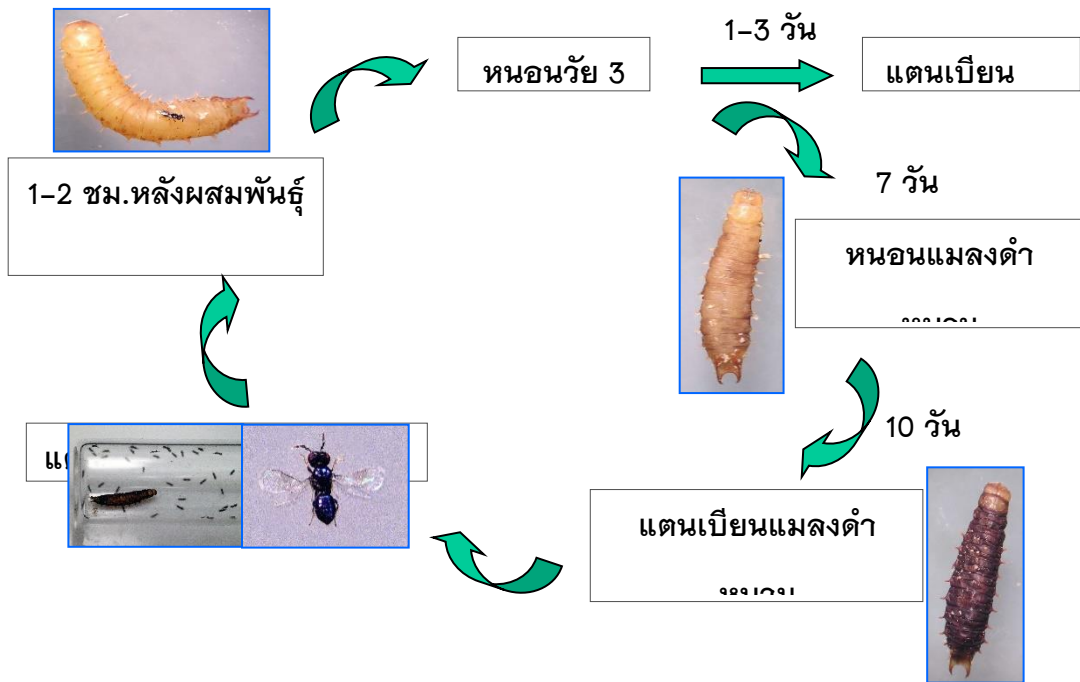 1–3 วัน
หนอนวัย 3
แตนเบียน
1–2 ชม.หลังผสมพันธุ์
7 วัน
หนอนแมลงดำ
10 วัน
แตนเบียนแมลงดำ